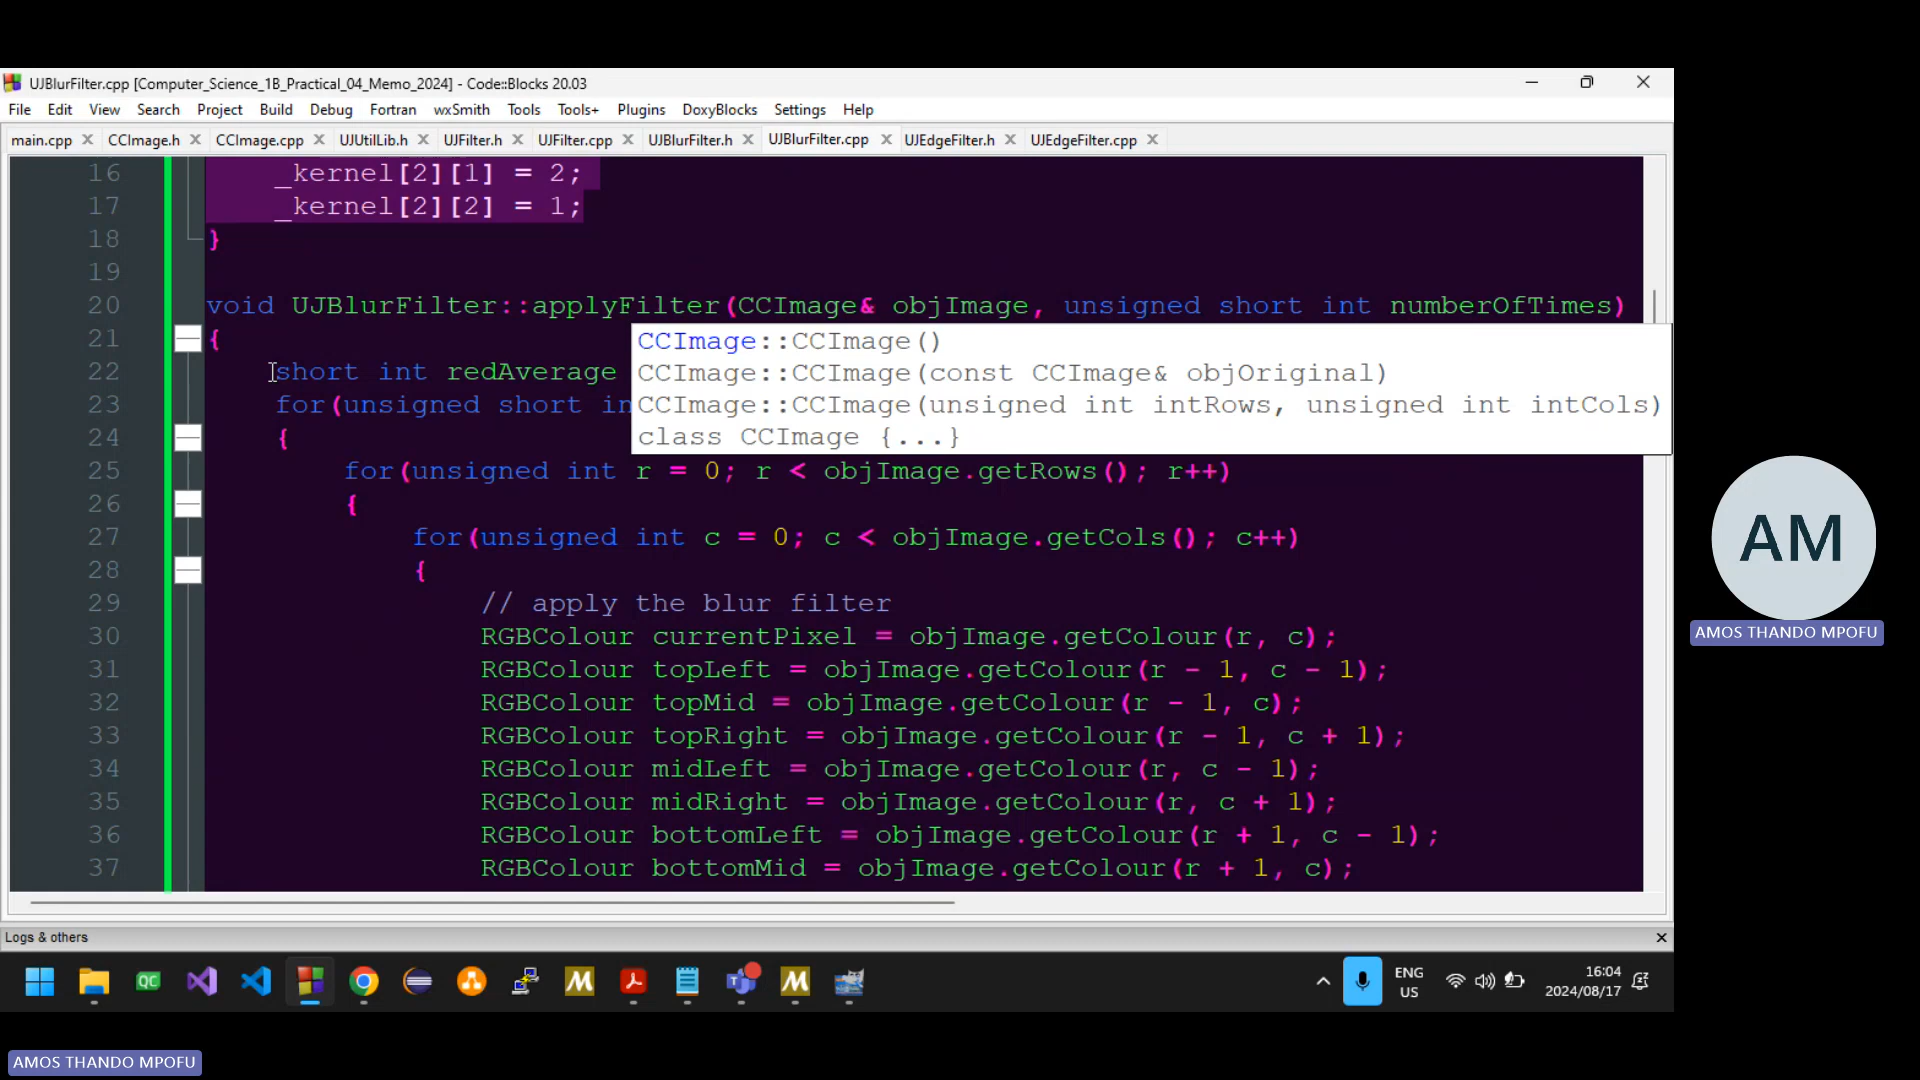 UJBlurFilter.cpp [Computer_Science_1B_Practical_04_Memo_2024] - Code::Blocks 20.03
File Edit View Search Project Build Debug Fortran wxSmith Tools Tools+ Plugins DoxyBlocks Settings Help
main.cpp CCImage.h CCImage.cpp UJUtilLib.h UJFilter.h UJFilter.cpp UJBlurFilter.h UJBlurFilter.cpp UJEdgeFilter.h UJEdgeFilter.cpp
16 _kernel[2][1] = 2;
17 _kernel[2][2] = 1;
18 }
19
20 void UJBlurFilter::applyFilter(CCImage& objImage, unsigned short int numberOfTimes)
21 {
CCImage::CCImage()
22 short int redAverage
CCImage::CCImage(const CCImage& objOriginal)
23 for(unsigned short in
CCImage::CCImage(unsigned int intRows, unsigned int intCols)
24 {
class CCImage {...}
25 for(unsigned int r = 0; r < objImage.getRows(); r++)
26 {
27 for(unsigned int c = 0; c < objImage.getCols(); c++)
28 {
29 // apply the blur filter
30 RGBColour currentPixel = objImage.getColour(r, c);
31 RGBColour topLeft = objImage.getColour(r - 1, c - 1);
32 RGBColour topMid = objImage.getColour(r - 1, c);
33 RGBColour topRight = objImage.getColour(r - 1, c + 1);
34 RGBColour midLeft = objImage.getColour(r, c - 1);
35 RGBColour midRight = objImage.getColour(r, c + 1);
36 RGBColour bottomLeft = objImage.getColour(r + 1, c - 1);
37 RGBColour bottomMid = objImage.getColour(r + 1, c);
Logs & others
QC
ENG
US
16:04
2024/08/17
AM
AMOS THANDO MPOFU
AMOS THANDO MPOFU